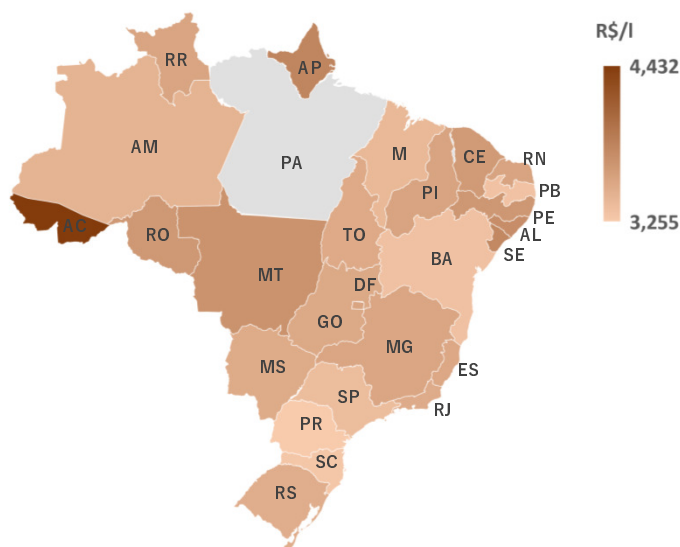 R$/l
4,432
3,255
RR
AP
AM
PA
M
CE
RN
PB
PI
PE
AL
SE
AC
RO
TO
BA
MT
DF
GO
MG
MS
ES
SP
RJ
PR
SC
RS